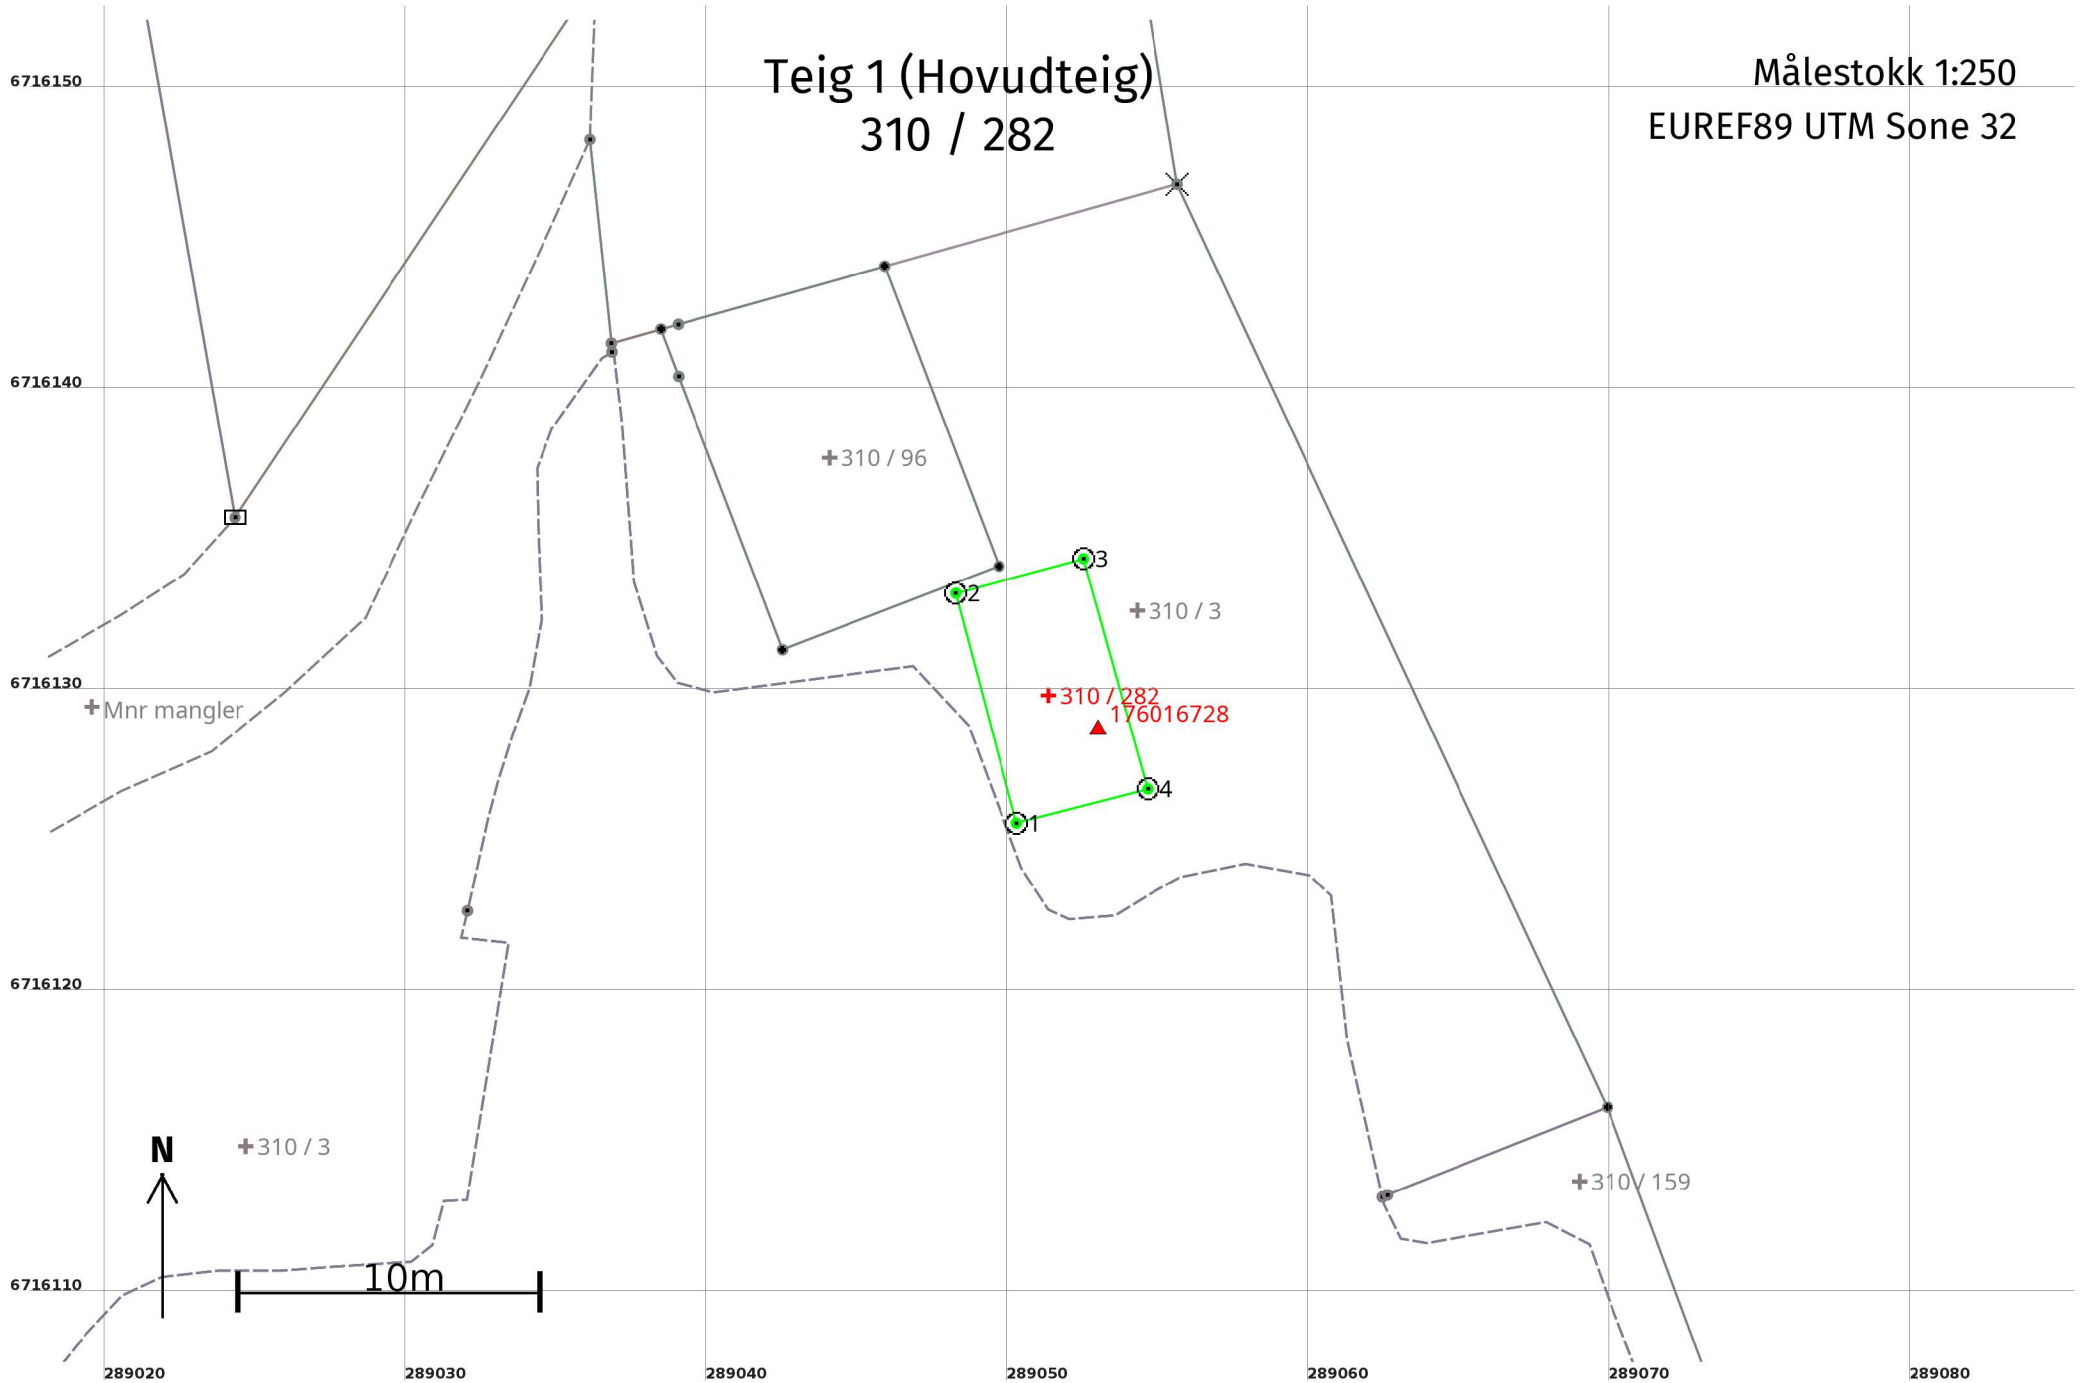 Teig 1 (Hovudteig)
310 / 282
Målestokk 1:250
EUREF89 UTM Sone 32
6716150
6716140
310 / 96
2
3
310 / 3
6716130
310 / 282
176016728
Mnr mangler
4
1
6716120
N
310 / 3
310 / 159
6716110
10m
289020
289030
289040
289050
289060
289070
289080